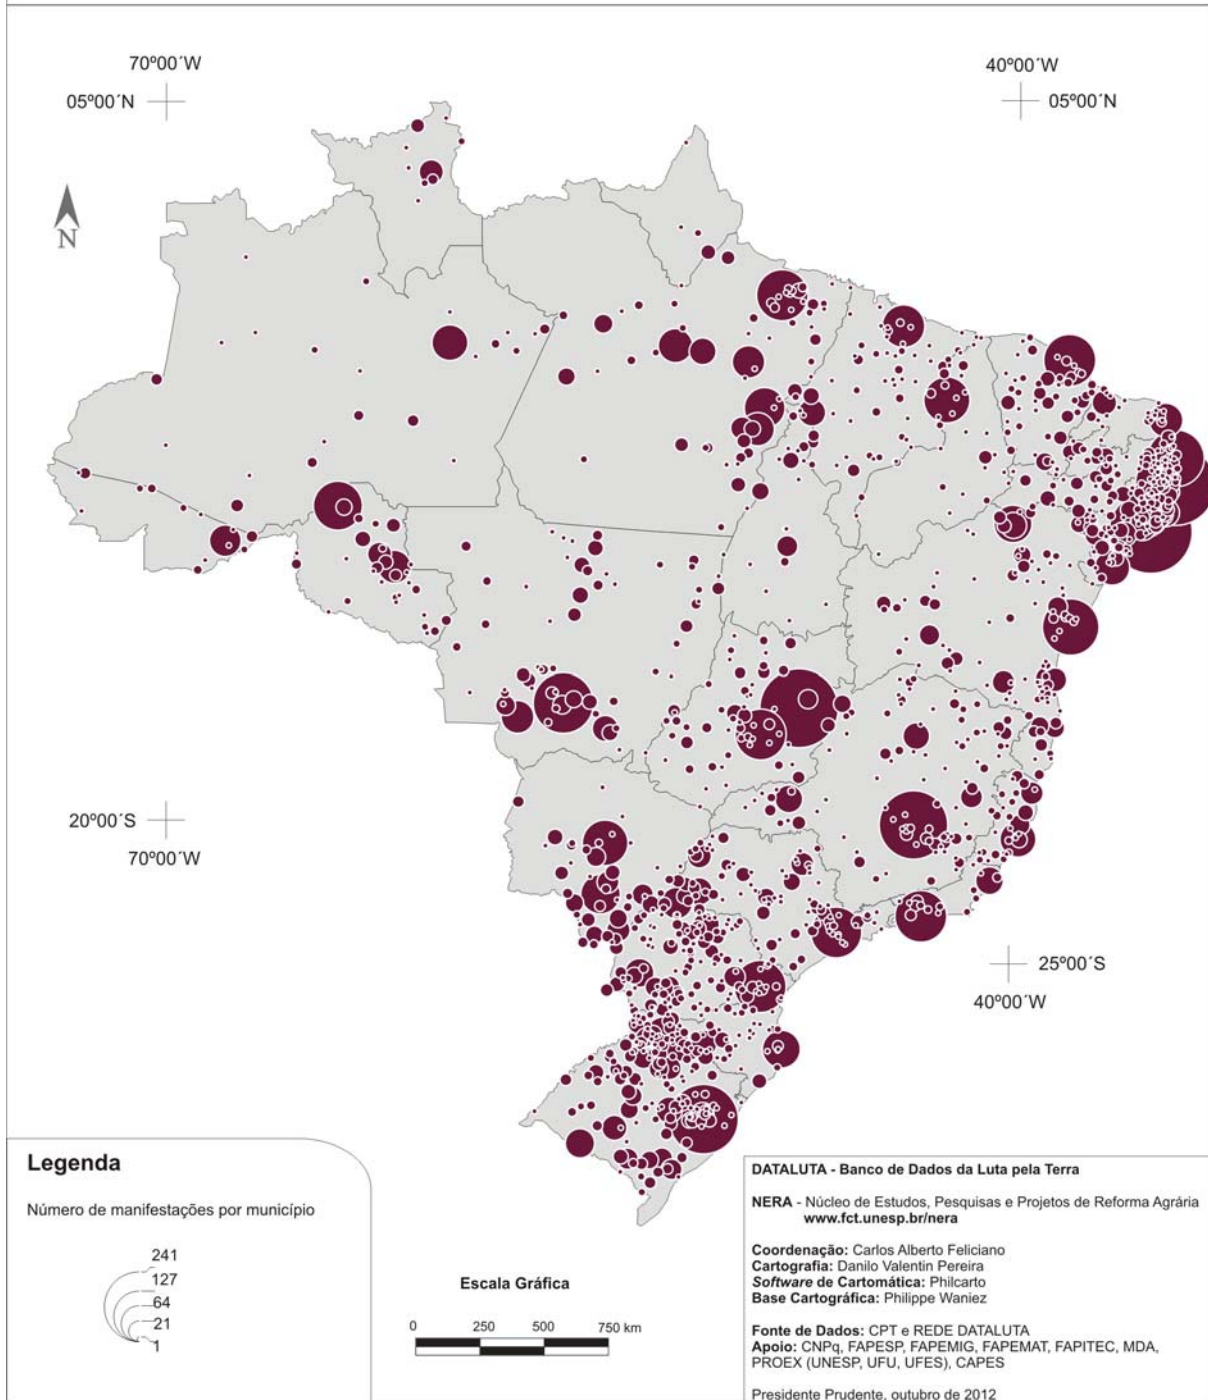 70º00´W
40º00´W
05º00´N
05º00´N
N
20º00´S
70º00´W
25º00´S
40º00´W
Legenda
Número de manifestações por município
241
127
64
21
1
Escala Gráfica
0 250 500 750 km
DATALUTA - Banco de Dados da Luta pela Terra
NERA - Núcleo de Estudos, Pesquisas e Projetos de Reforma Agrária
www.fct.unesp.br/nera
Coordenação: Carlos Alberto Feliciano
Cartografia: Danilo Valentin Pereira
Software de Cartomática: Philcarto
Base Cartográfica: Philippe Waniez
Fonte de Dados: CPT e REDE DATALUTA
Apoio: CNPq, FAPESP, FAPEMIG, FAPEMAT, FAPITEC, MDA,
PROEX (UNESP, UFU, UFES), CAPES
Presidente Prudente, outubro de 2012